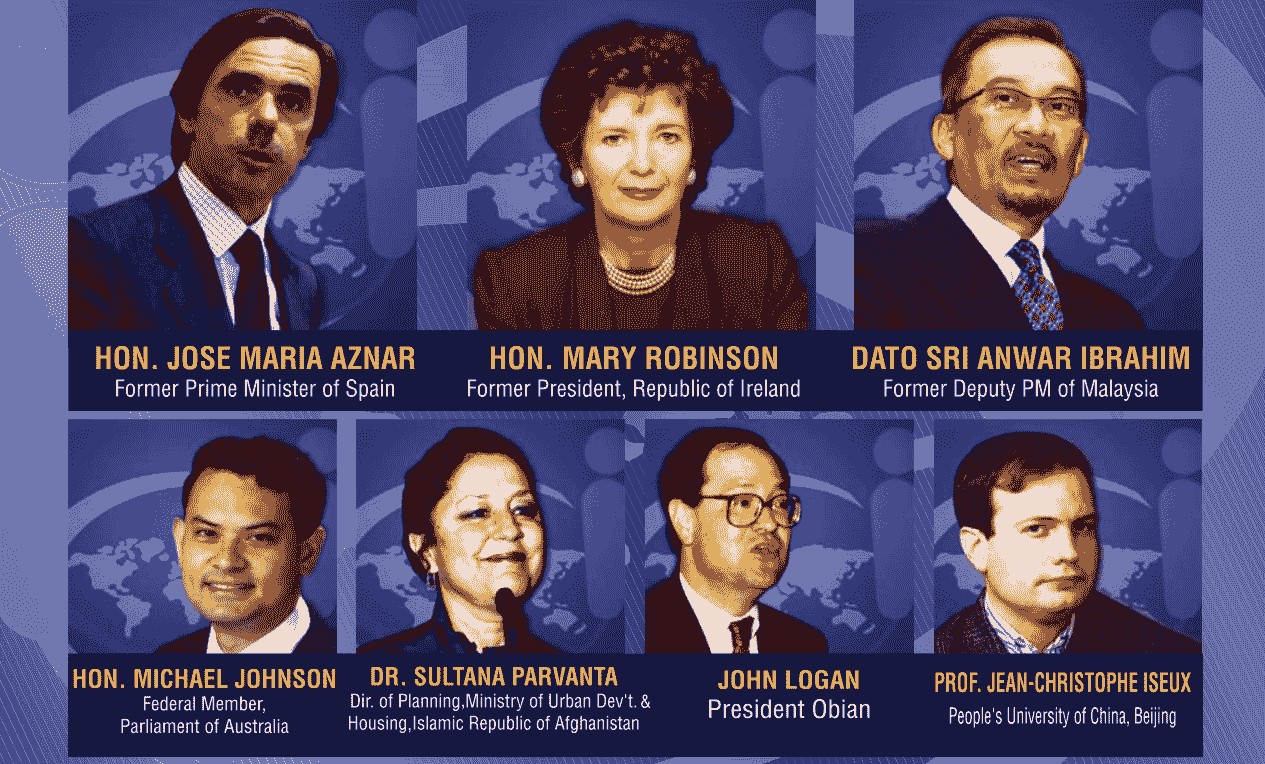 HON. JOSE MARIA AZNAR
Former Prime Minister of Spain
HON. MARY ROBINSON
Former President, Republic of Ireland
DATO SRI ANWAR IBRAHIM
Former Deputy PM of Malaysia
HON. MICHAEL JOHNSON
Federal Member,
Parliament of Australia
DR. SULTANA PARVANTA
Dir. of Planning,Ministry of Urban Dev't. &
Housing,Islamic Republic of Afghanistan
JOHN LOGAN
President Obian
PROF. JEAN-CHRISTOPHE ISEUX
People's University of China, Beijing